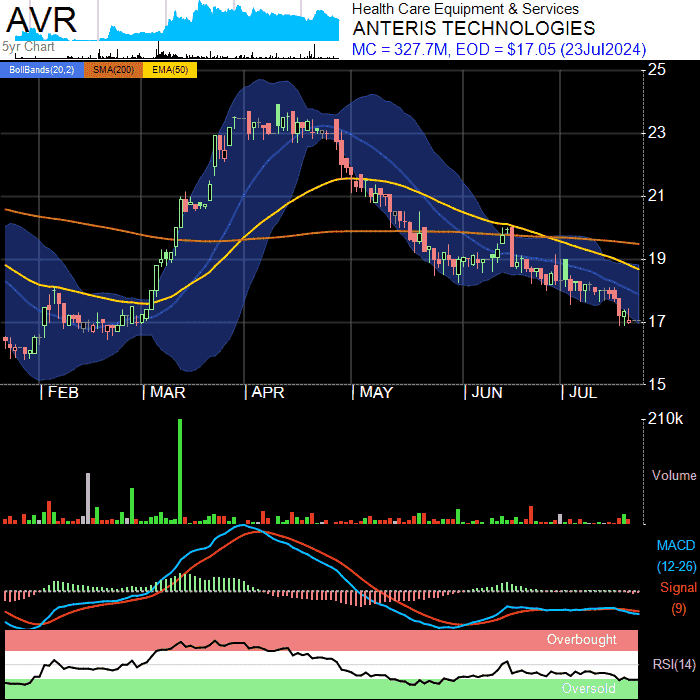 AVR
5yr Chart
Health Care Equipment & Services
ANTERIS TECHNOLOGIES
MC = 327.7M, EOD = $17.05 (23Jul2024)
BollBands(20,2) SMA(200) EMA(50)
25
23
21
19
17
15
| FEB | MAR | APR | MAY | JUN | JUL
210k
Volume
MACD
(12-26)
Signal
(9)
Overbought
RSI(14)
Oversold